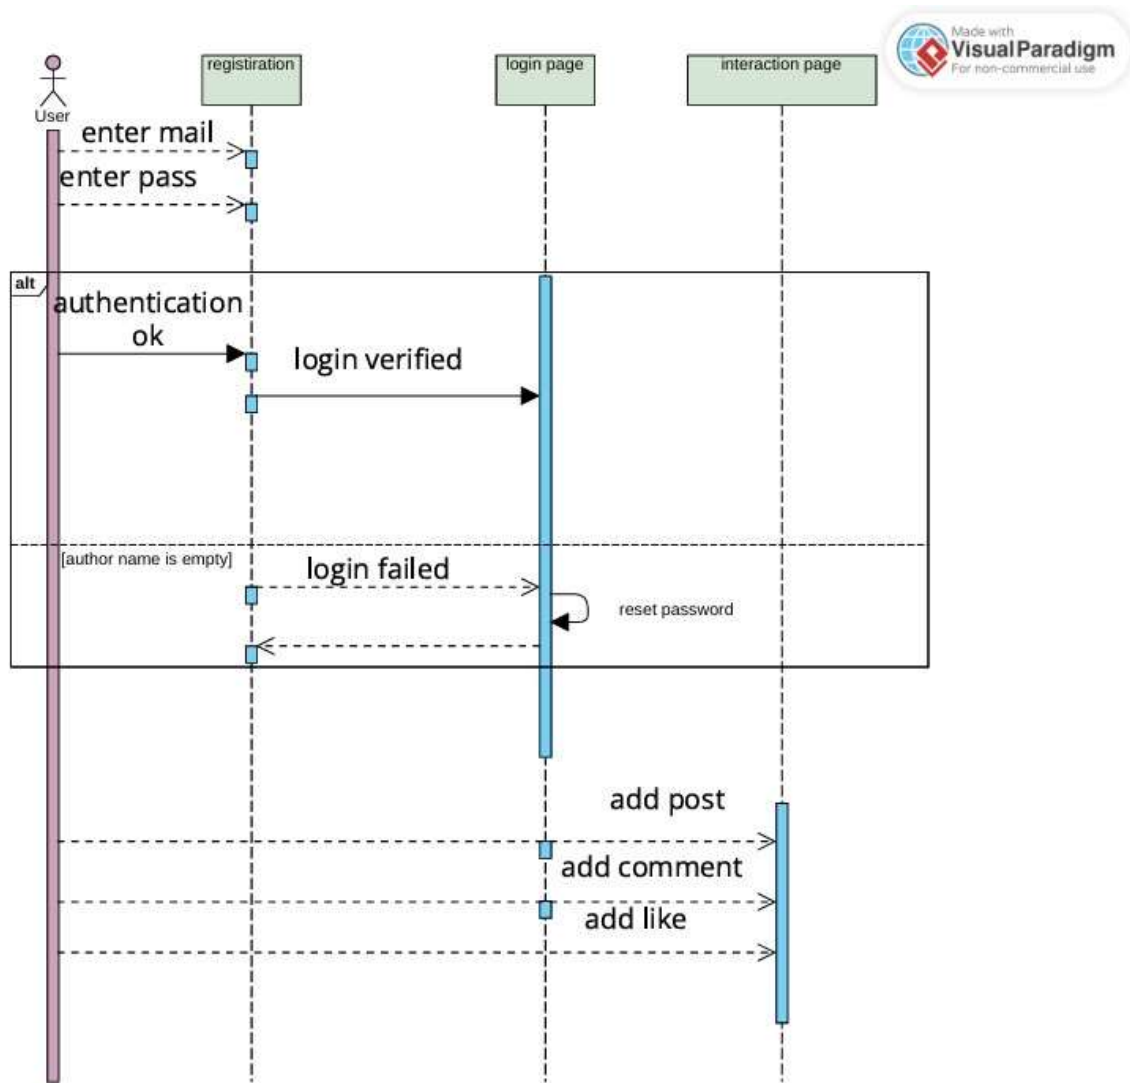 Made with
Visual Paradigm
For non-commercial use
registiration
login page
interaction page
User
enter mail
enter pass
alt
authentication
ok
login verified
[author name is empty]
login failed
reset password
add post
add comment
add like